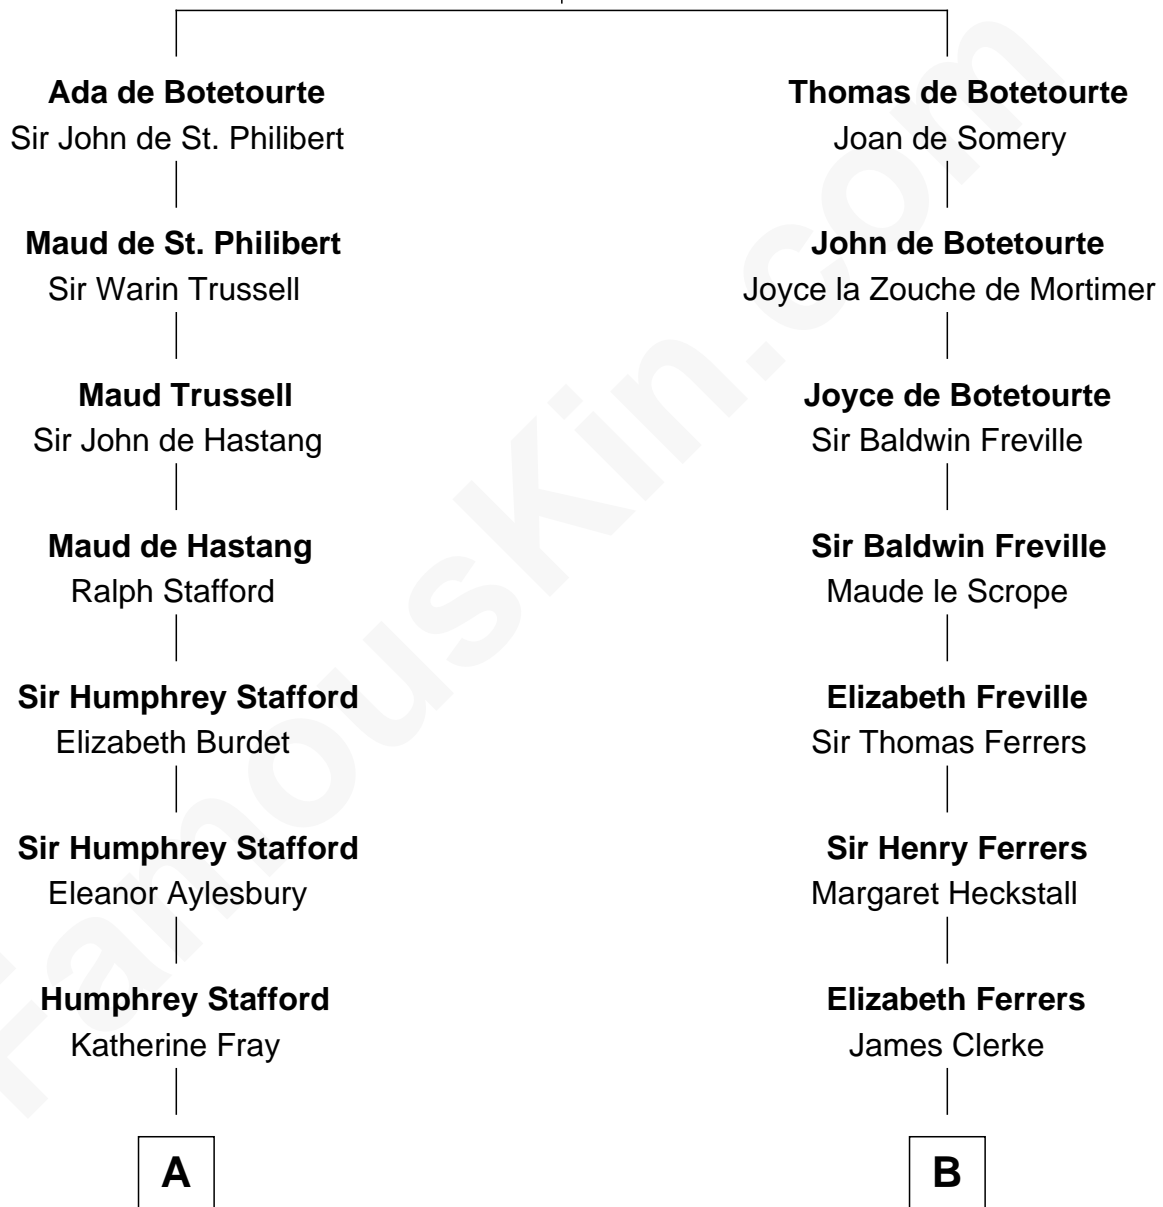 Ada de Botetourte
Sir John de St. Philibert
Maud de St. Philibert
Sir Warin Trussell
Maud Trussell
Sir John de Hastang
Maud de Hastang
Ralph Stafford
Sir Humphrey Stafford
Elizabeth Burdet
Sir Humphrey Stafford
Eleanor Aylesbury
Humphrey Stafford
Katherine Fray
A
Thomas de Botetourte
Joan de Somery
John de Botetourte
Joyce la Zouche de Mortimer
Joyce de Botetourte
Sir Baldwin Freville
Sir Baldwin Freville
Maude le Scrope
Elizabeth Freville
Sir Thomas Ferrers
Sir Henry Ferrers
Margaret Heckstall
Elizabeth Ferrers
James Clerke
B
FamousKin.com